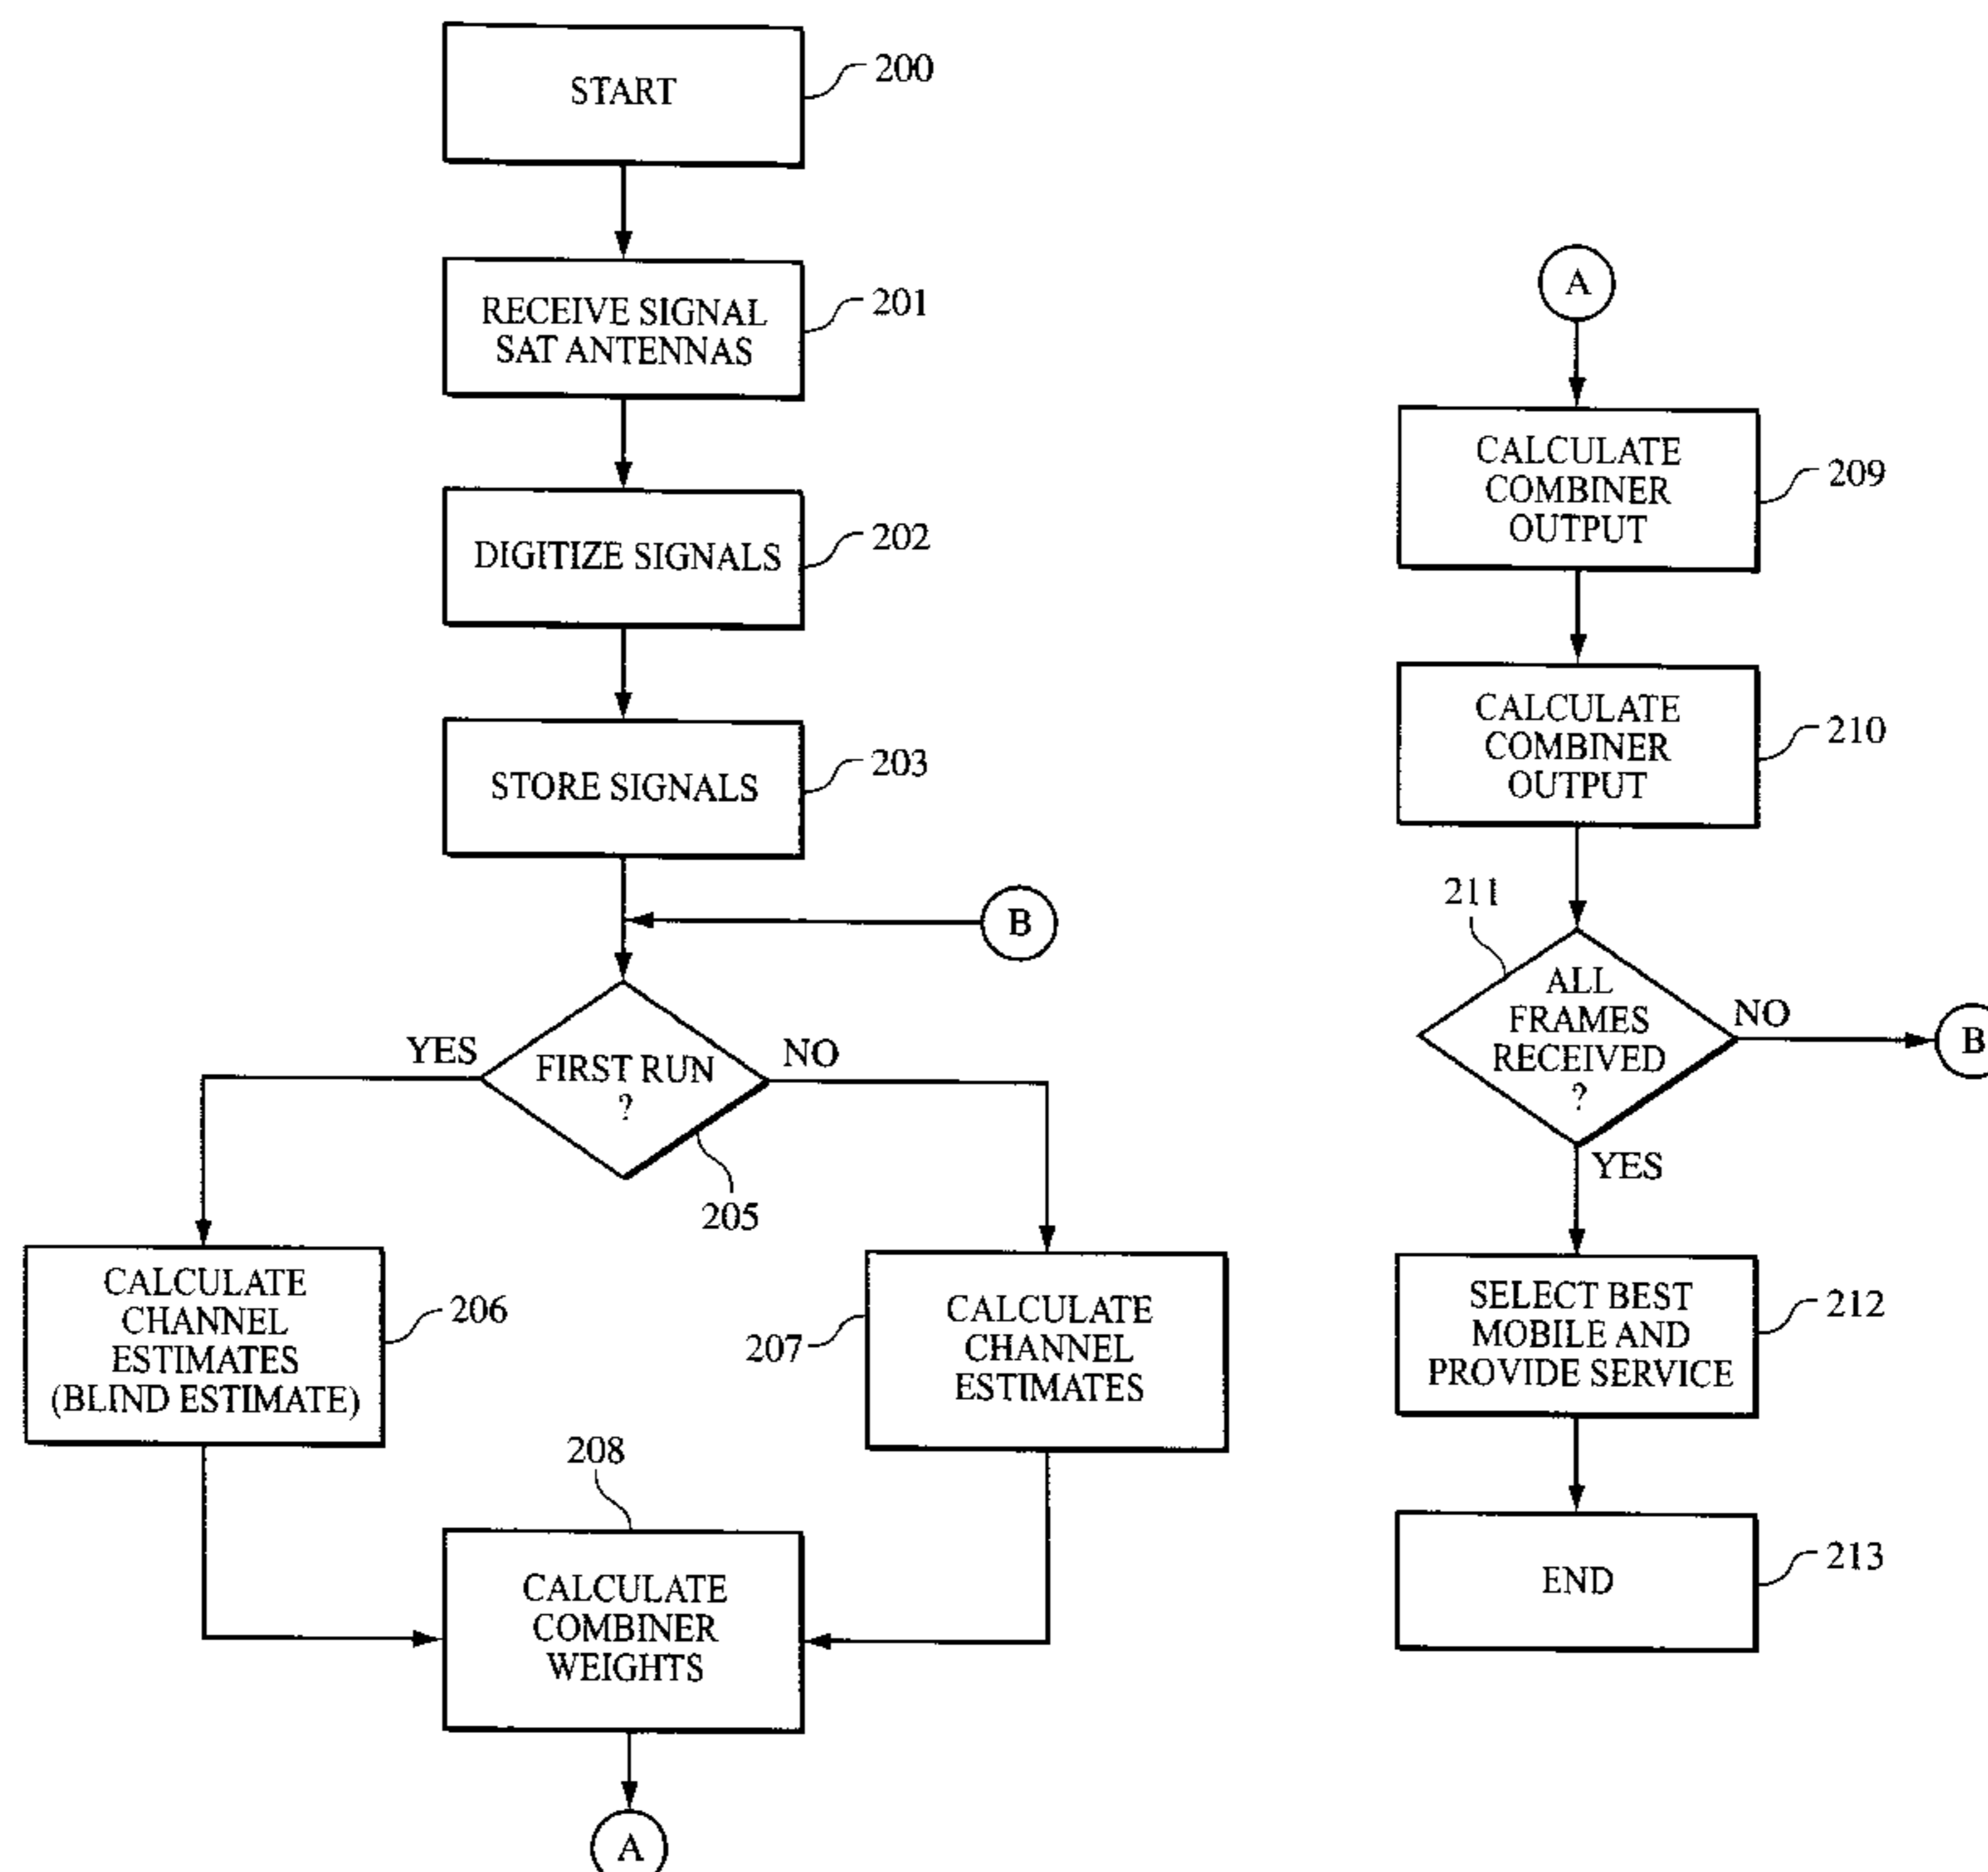 START
200
RECEIVE SIGNAL
SAT ANTENNAS
201
DIGITIZE SIGNALS
202
STORE SIGNALS
203
B
YES
FIRST RUN
?
NO
205
CALCULATE
CHANNEL
ESTIMATES
(BLIND ESTIMATE)
206
CALCULATE
CHANNEL
ESTIMATES
207
208
CALCULATE
COMBINER
WEIGHTS
A
A
CALCULATE
COMBINER
OUTPUT
209
CALCULATE
COMBINER
OUTPUT
210
211
ALL
FRAMES
RECEIVED
?
NO
B
YES
SELECT BEST
MOBILE AND
PROVIDE SERVICE
212
END
213